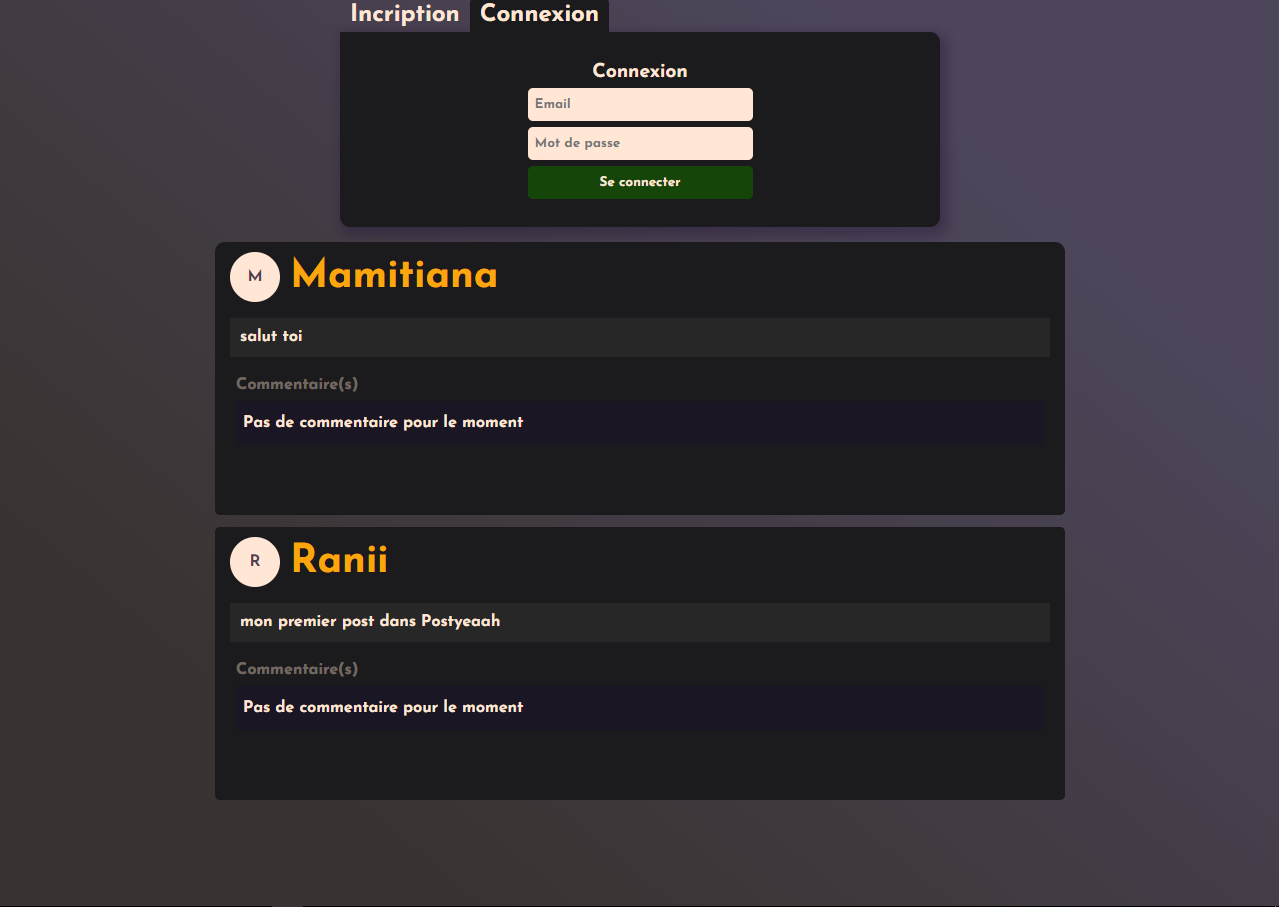 Incription Connexion
Connexion
Email
Mot de passe
Se connecter
M Mamitiana
salut toi
Commentaire(s)
Pas de commentaire pour le moment
R Ranii
mon premier post dans Postyeaah
Commentaire(s)
Pas de commentaire pour le moment